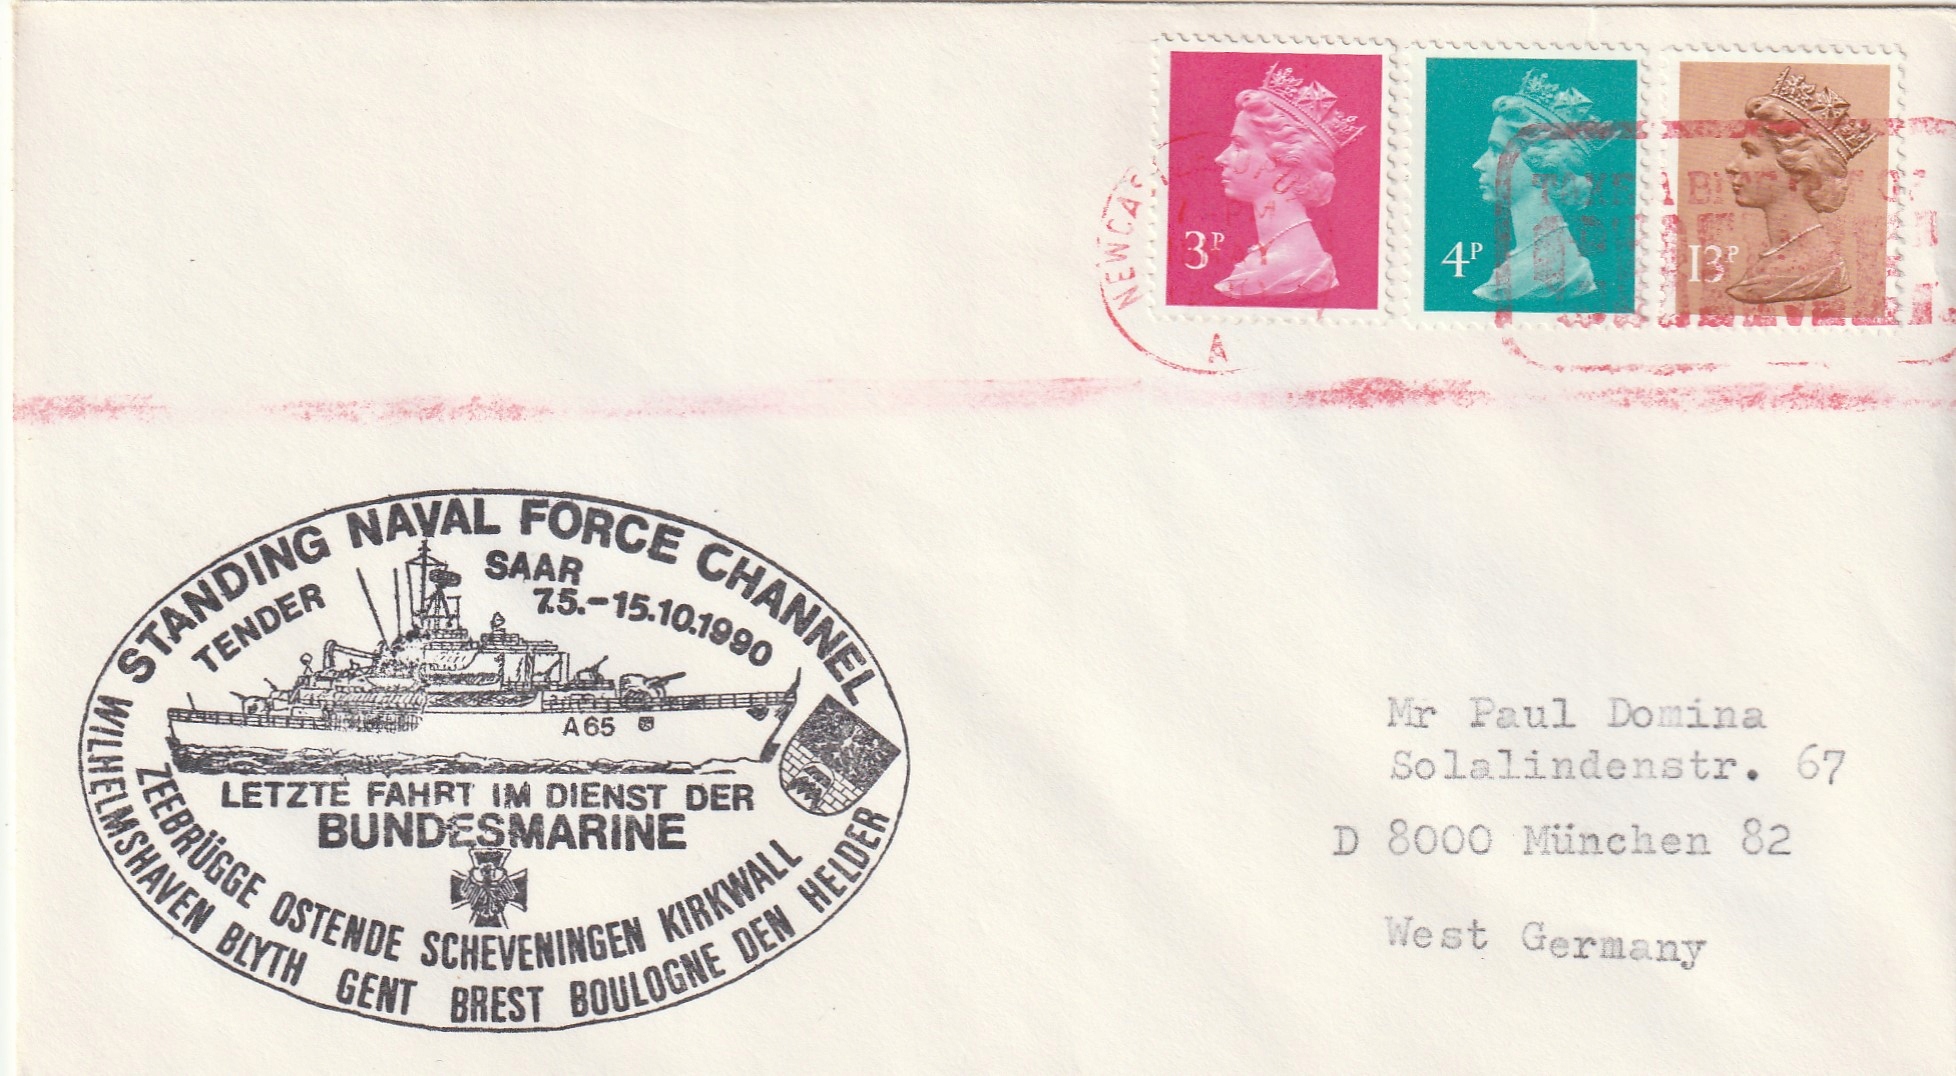 3P
4P
13P
NEWCAS
A
TAKE A B
STANDING NAVAL FORCE CHANNEL
TENDER
SAAR
7.5.-15.10.1990
A65
LETZTE FAHRT IM DIENST DER
BUNDESMARINE
ZEEBRÜGGE OSTENDE SCHEVENINGEN KIRKWALL
WILHELMSHAVEN BLYTH GENT BREST BOULOGNE DEN HELDER
Mr Paul Domina
Solalindenstr. 67
D 8000 München 82
West Germany